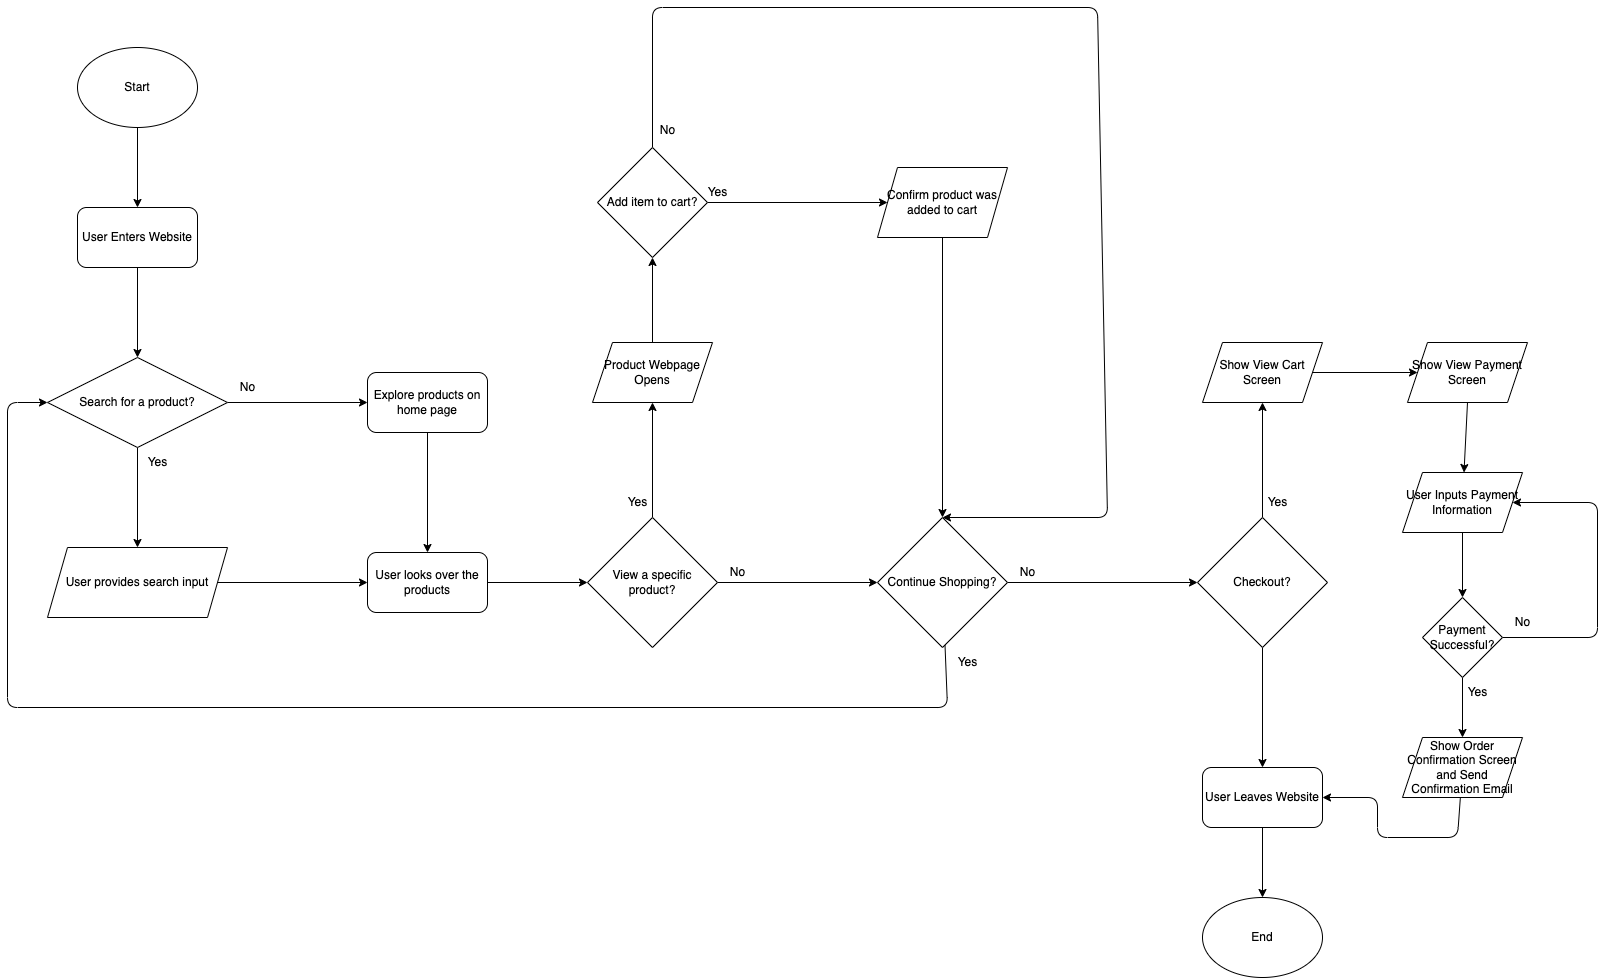 Start
User Enters Website
Search for a product?
No
Yes
User provides search input
Explore products on
home page
User looks over the
products
View a specific
product?
Yes
No
Product Webpage
Opens
Add item to cart?
No
Yes
Confirm product was
added to cart
Continue Shopping?
Yes
No
Checkout?
Yes
Show View Cart
Screen
Show View Payment
Screen
User Inputs Payment
Information
Payment
Successful?
No
Yes
Show Order
Confirmation Screen
and Send
Confirmation Email
User Leaves Website
End